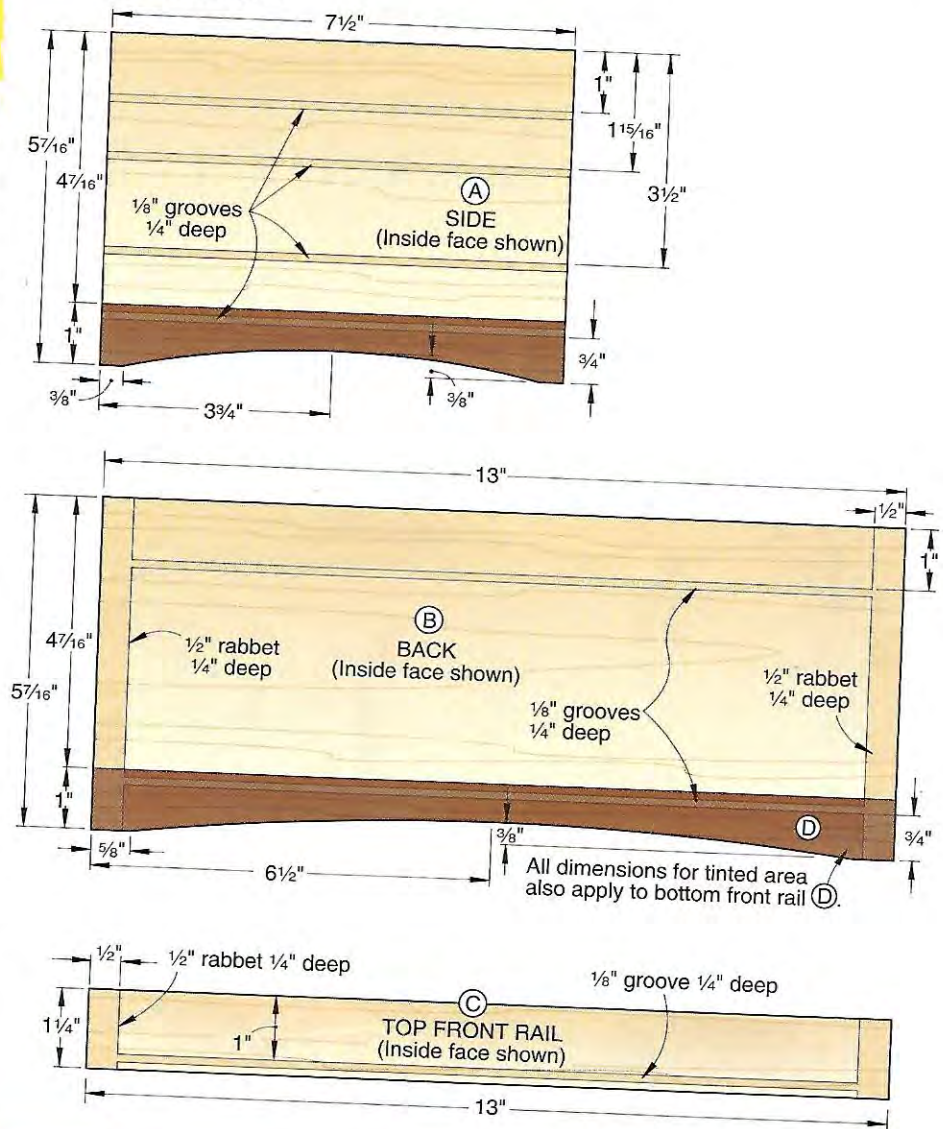 7½"
5⁷⁄₁₆"
4⁷⁄₁₆"
1"
1¹⁵⁄₁₆"
3½"
⅛" grooves
¼" deep
Ⓐ
SIDE
(Inside face shown)
1"
¾"
⅜"
⅜"
3¾"
13"
½"
1"
4⁷⁄₁₆"
5⁷⁄₁₆"
½" rabbet
¼" deep
Ⓑ
BACK
(Inside face shown)
½" rabbet
¼" deep
⅛" grooves
¼" deep
1"
⅝"
6½"
⅜"
Ⓓ
¾"
All dimensions for tinted area
also apply to bottom front rail Ⓓ.
½"
½" rabbet ¼" deep
⅛" groove ¼" deep
1¼"
1"
Ⓒ
TOP FRONT RAIL
(Inside face shown)
13"